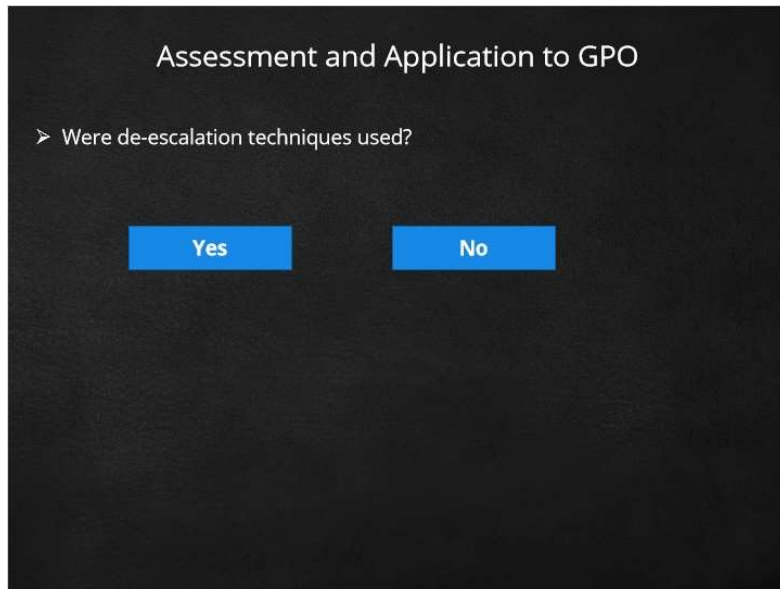 Assessment and Application to GPO
➢ Were de-escalation techniques used?
Yes
No